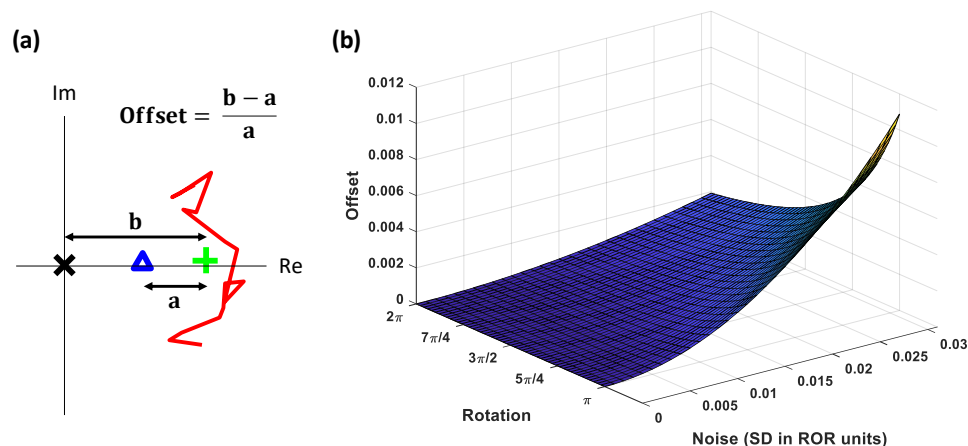 (a)
Im
Offset = b − a
a
b
Re
a
(b)
Offset
0.012
0.01
0.008
0.006
0.004
0.002
0
2π
7π/4
3π/2
5π/4
π
Rotation
0
0.005
0.01
0.015
0.02
0.025
0.03
Noise (SD in ROR units)